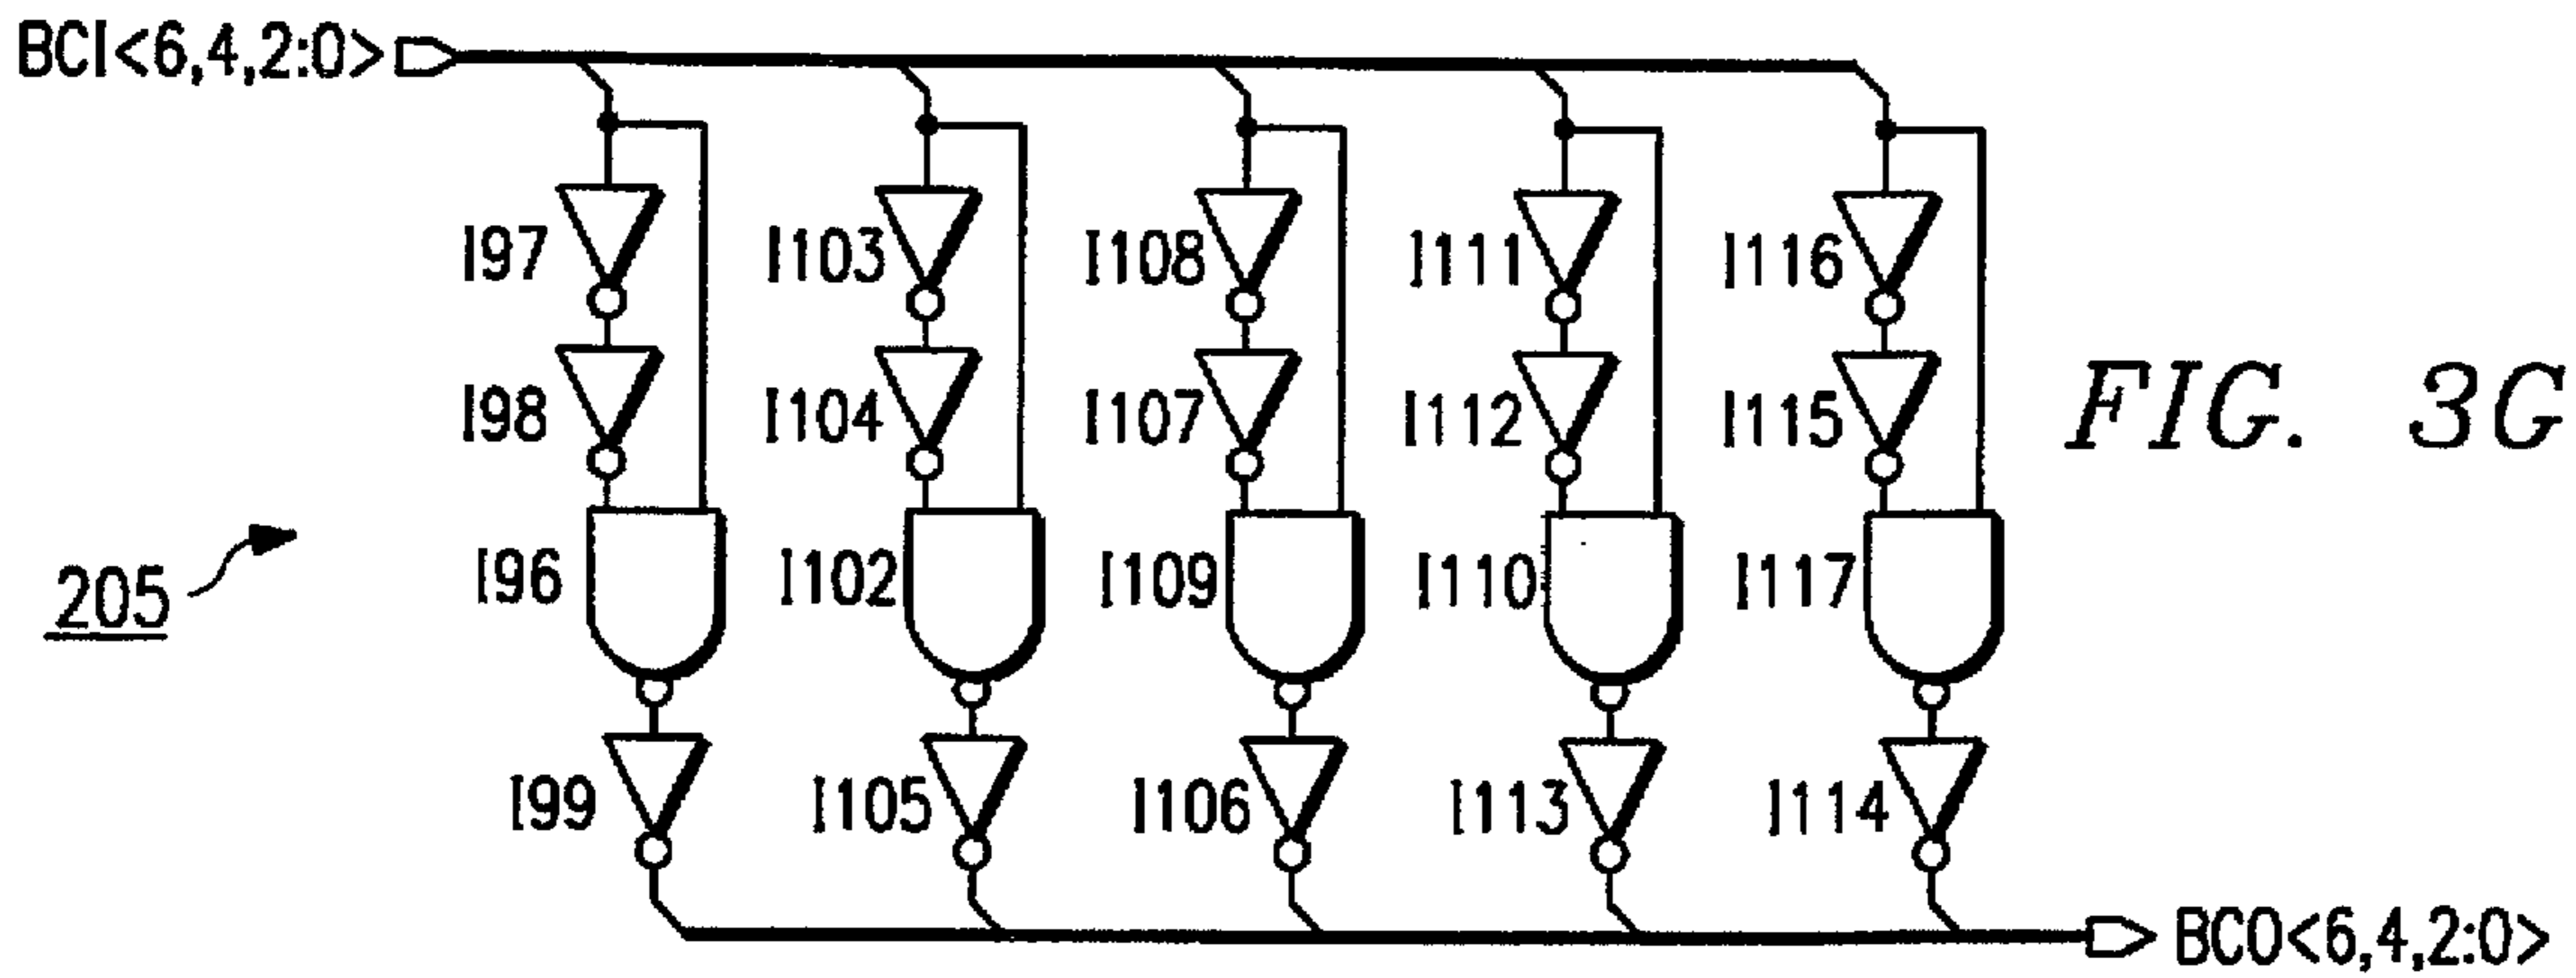 BCI<6,4,2:0>
I97 I103 I108 I111 I116
I98 I104 I107 I112 I115
FIG. 3G
I96 I102 I109 I110 I117
205
I99 I105 I106 I113 I114
BCO<6,4,2:0>